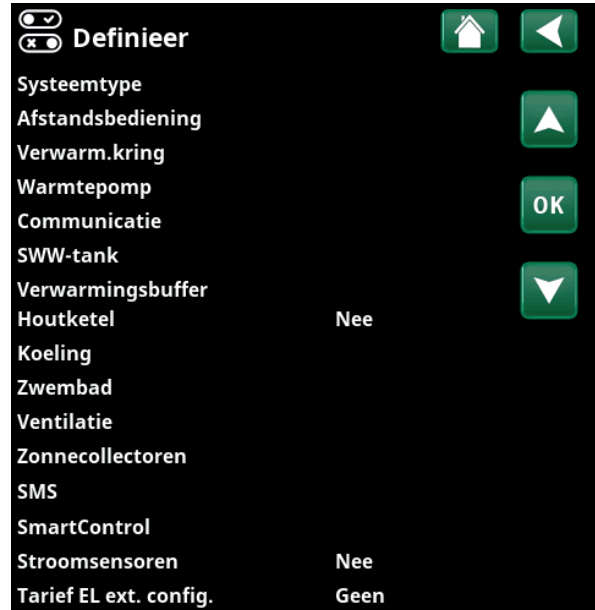 Definieer
Systeemtype
Afstandsbediening
Verwarm.kring
Warmtepomp
OK
Communicatie
SWW-tank
Verwarmingsbuffer
Houtketel Nee
Koeling
Zwembad
Ventilatie
Zonnecollectoren
SMS
SmartControl
Stroomsensoren Nee
Tarief EL ext. config. Geen